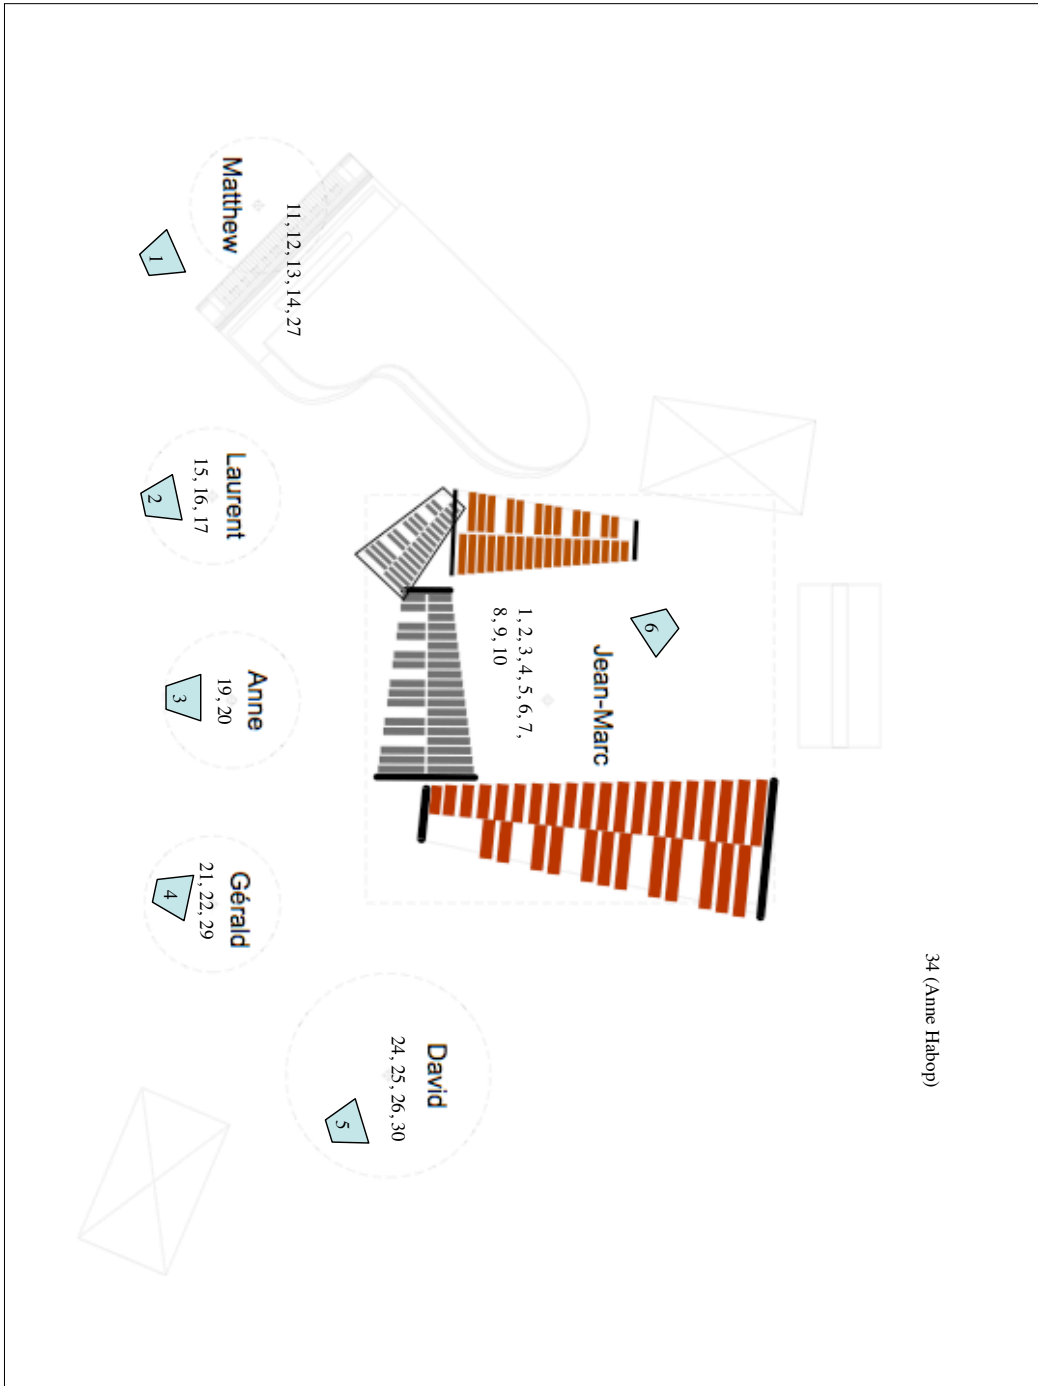 34 (Anne Habop)
6
Jean-Marc
1, 2, 3, 4, 5, 6, 7,
8, 9, 10
Matthew
11, 12, 13, 14, 27
1
Laurent
15, 16, 17
2
Anne
19, 20
3
Gérald
21, 22, 29
4
David
24, 25, 26, 30
5